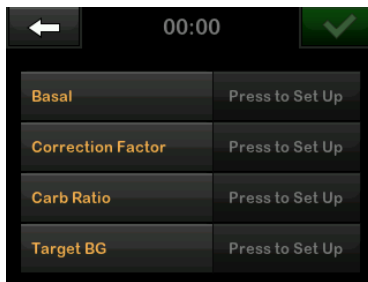 00:00
Basal Press to Set Up
Correction Factor Press to Set Up
Carb Ratio Press to Set Up
Target BG Press to Set Up